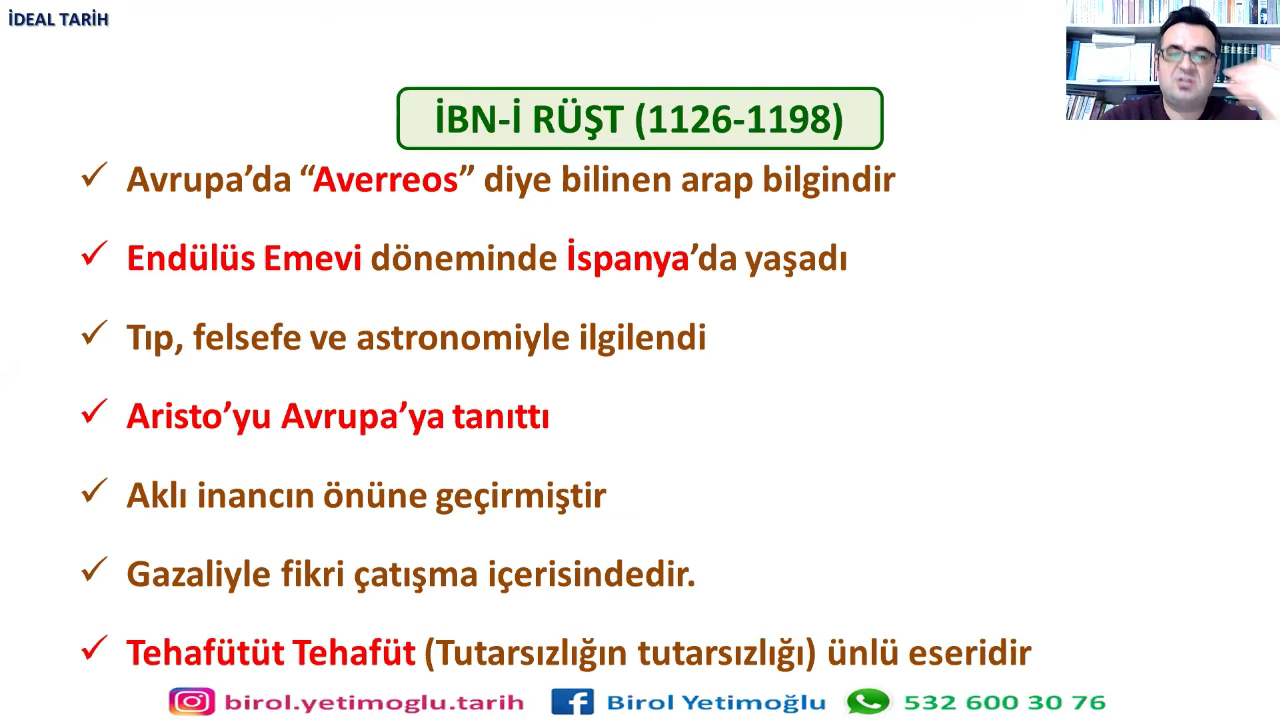 İDEAL TARİH
İBN-İ RÜŞT (1126-1198)
✓ Avrupa’da “Averreos” diye bilinen arap bilgindir
✓ Endülüs Emevi döneminde İspanya’da yaşadı
✓ Tıp, felsefe ve astronomiyle ilgilendi
✓ Aristo’yu Avrupa’ya tanıttı
✓ Aklı inancın önüne geçirmiştir
✓ Gazaliyle fikri çatışma içerisindedir.
✓ Tehafütüt Tehafüt (Tutarsızlığın tutarsızlığı) ünlü eseridir
birol.yetimoglu.tarih Birol Yetimoğlu 532 600 30 76